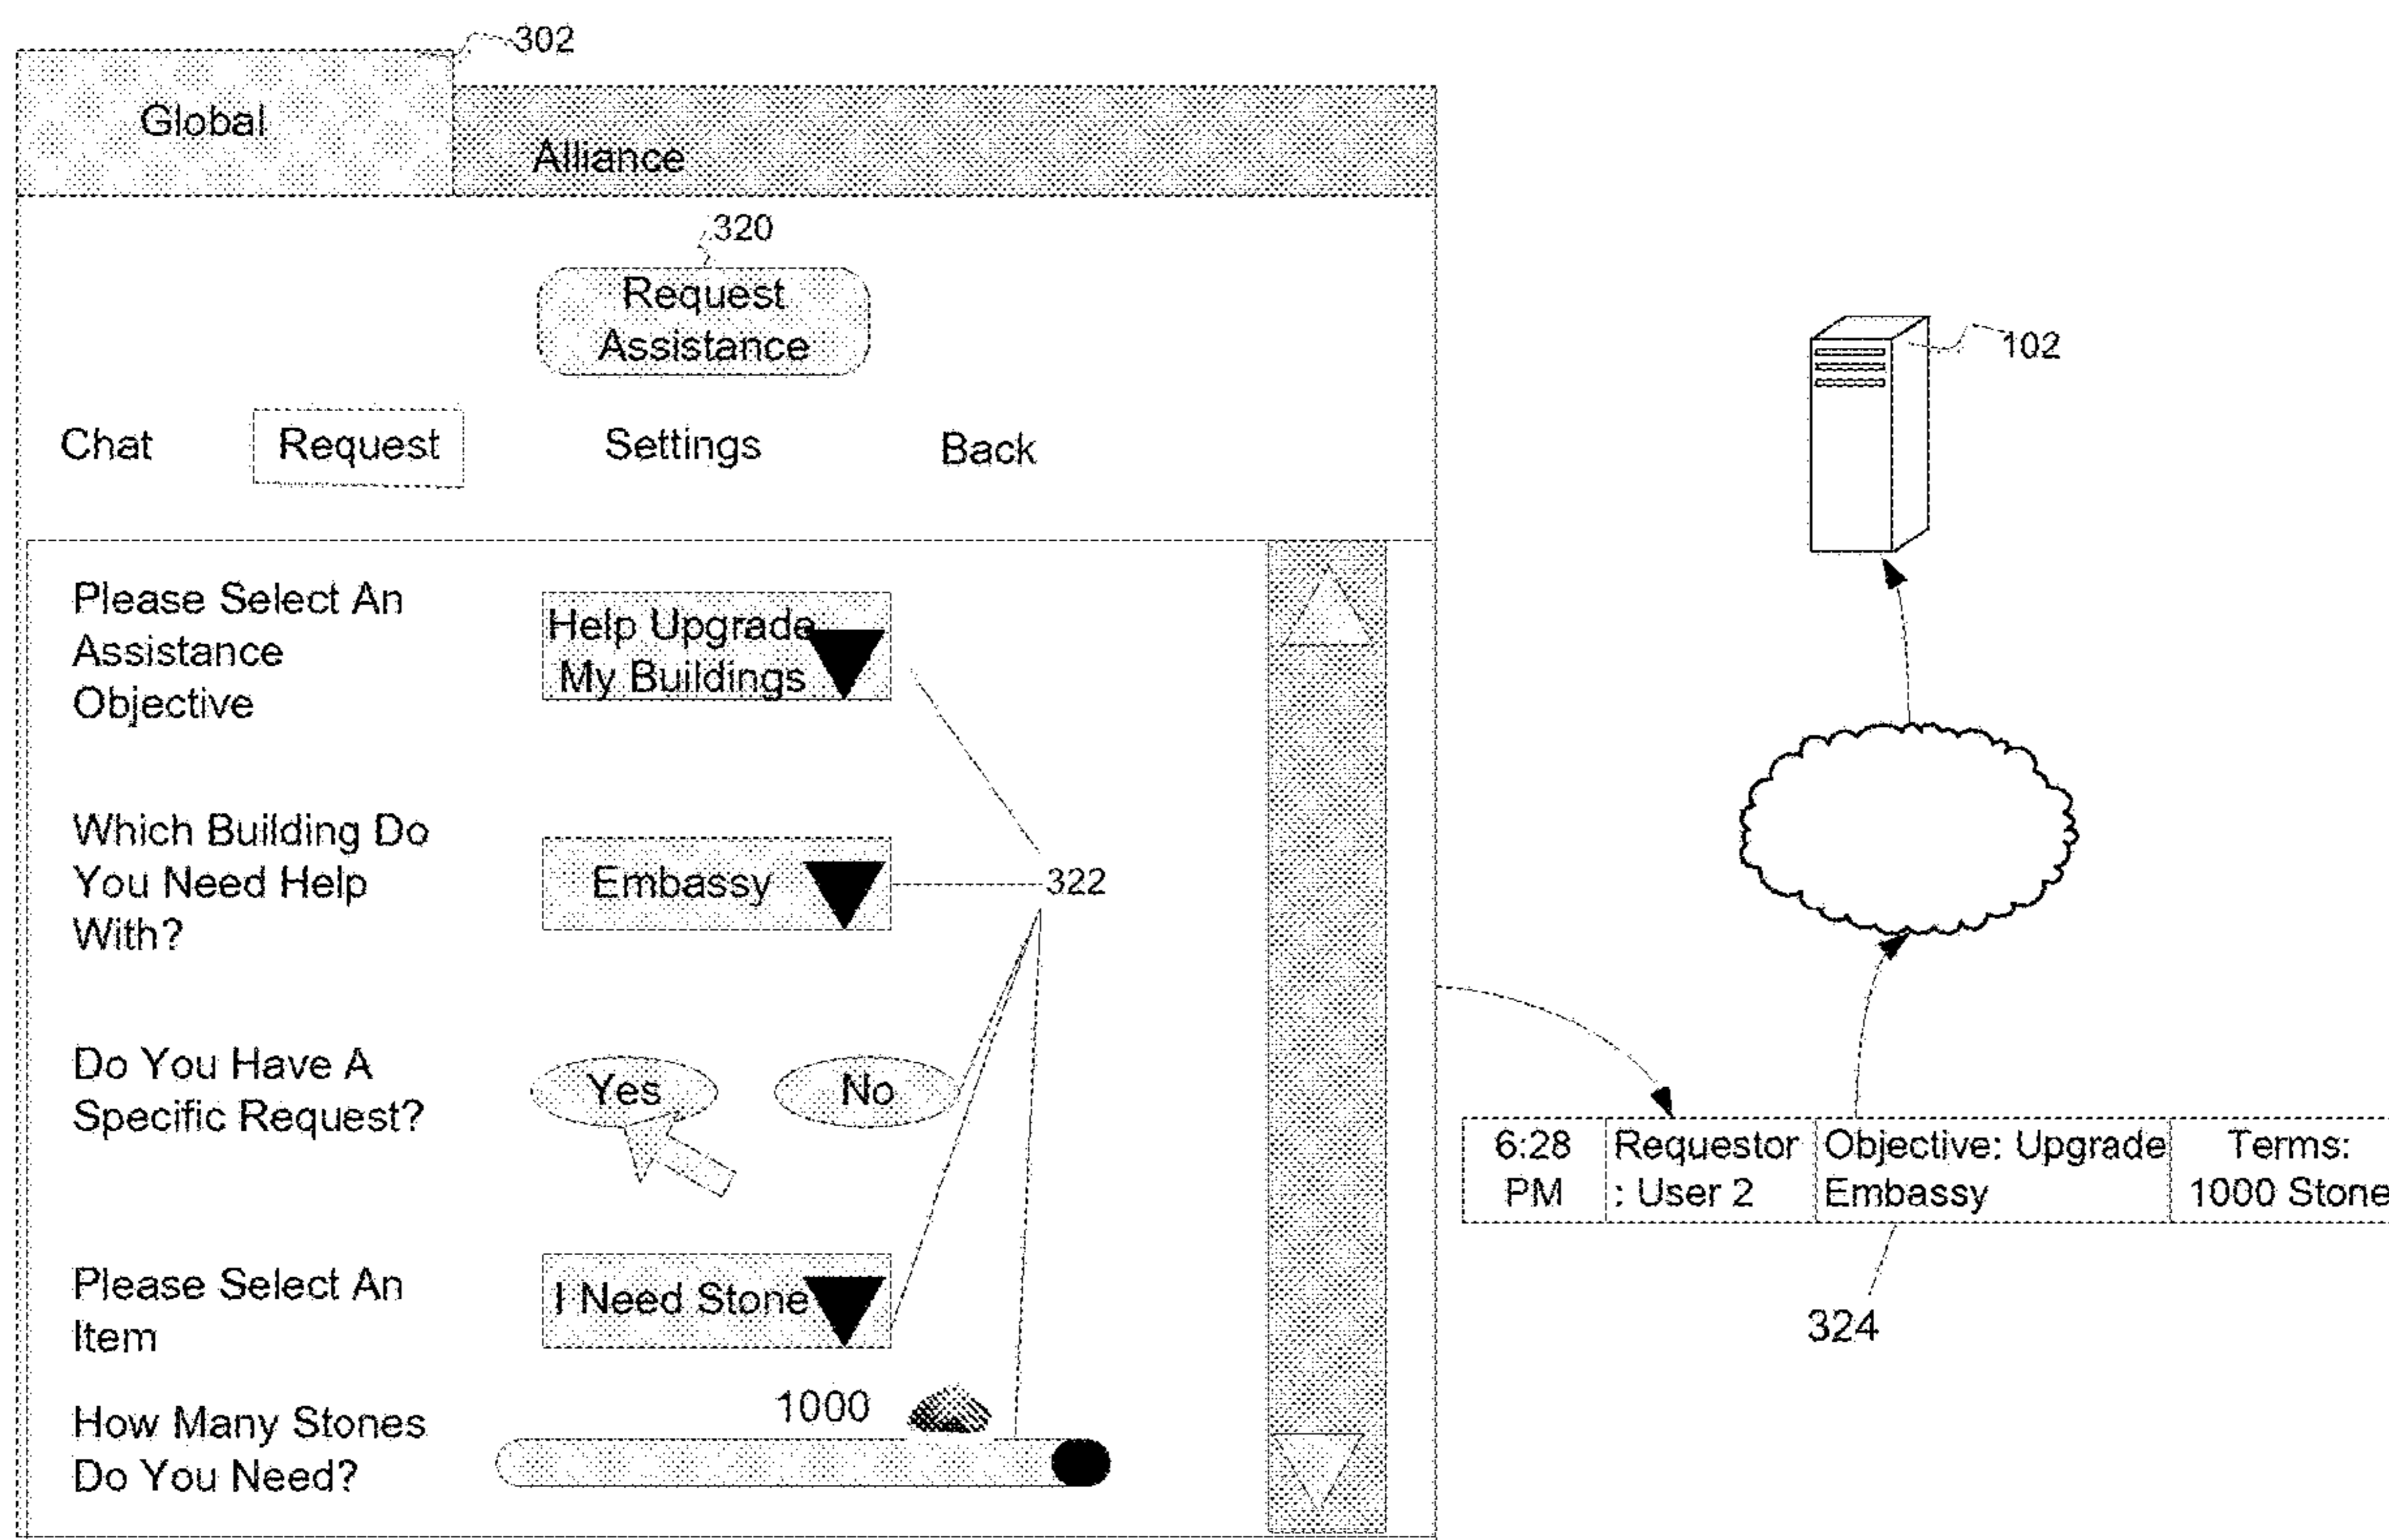 302
Global
Alliance
320
Request
Assistance
102
Chat Request Settings Back
Please Select An
Assistance
Objective
Help Upgrade
My Buildings
Which Building Do
You Need Help
With?
Embassy
322
Do You Have A
Specific Request?
Yes No
6:28
PM
Requestor
: User 2
Objective: Upgrade
Embassy
Terms:
1000 Stone
324
Please Select An
Item
I Need Stone
1000
How Many Stones
Do You Need?